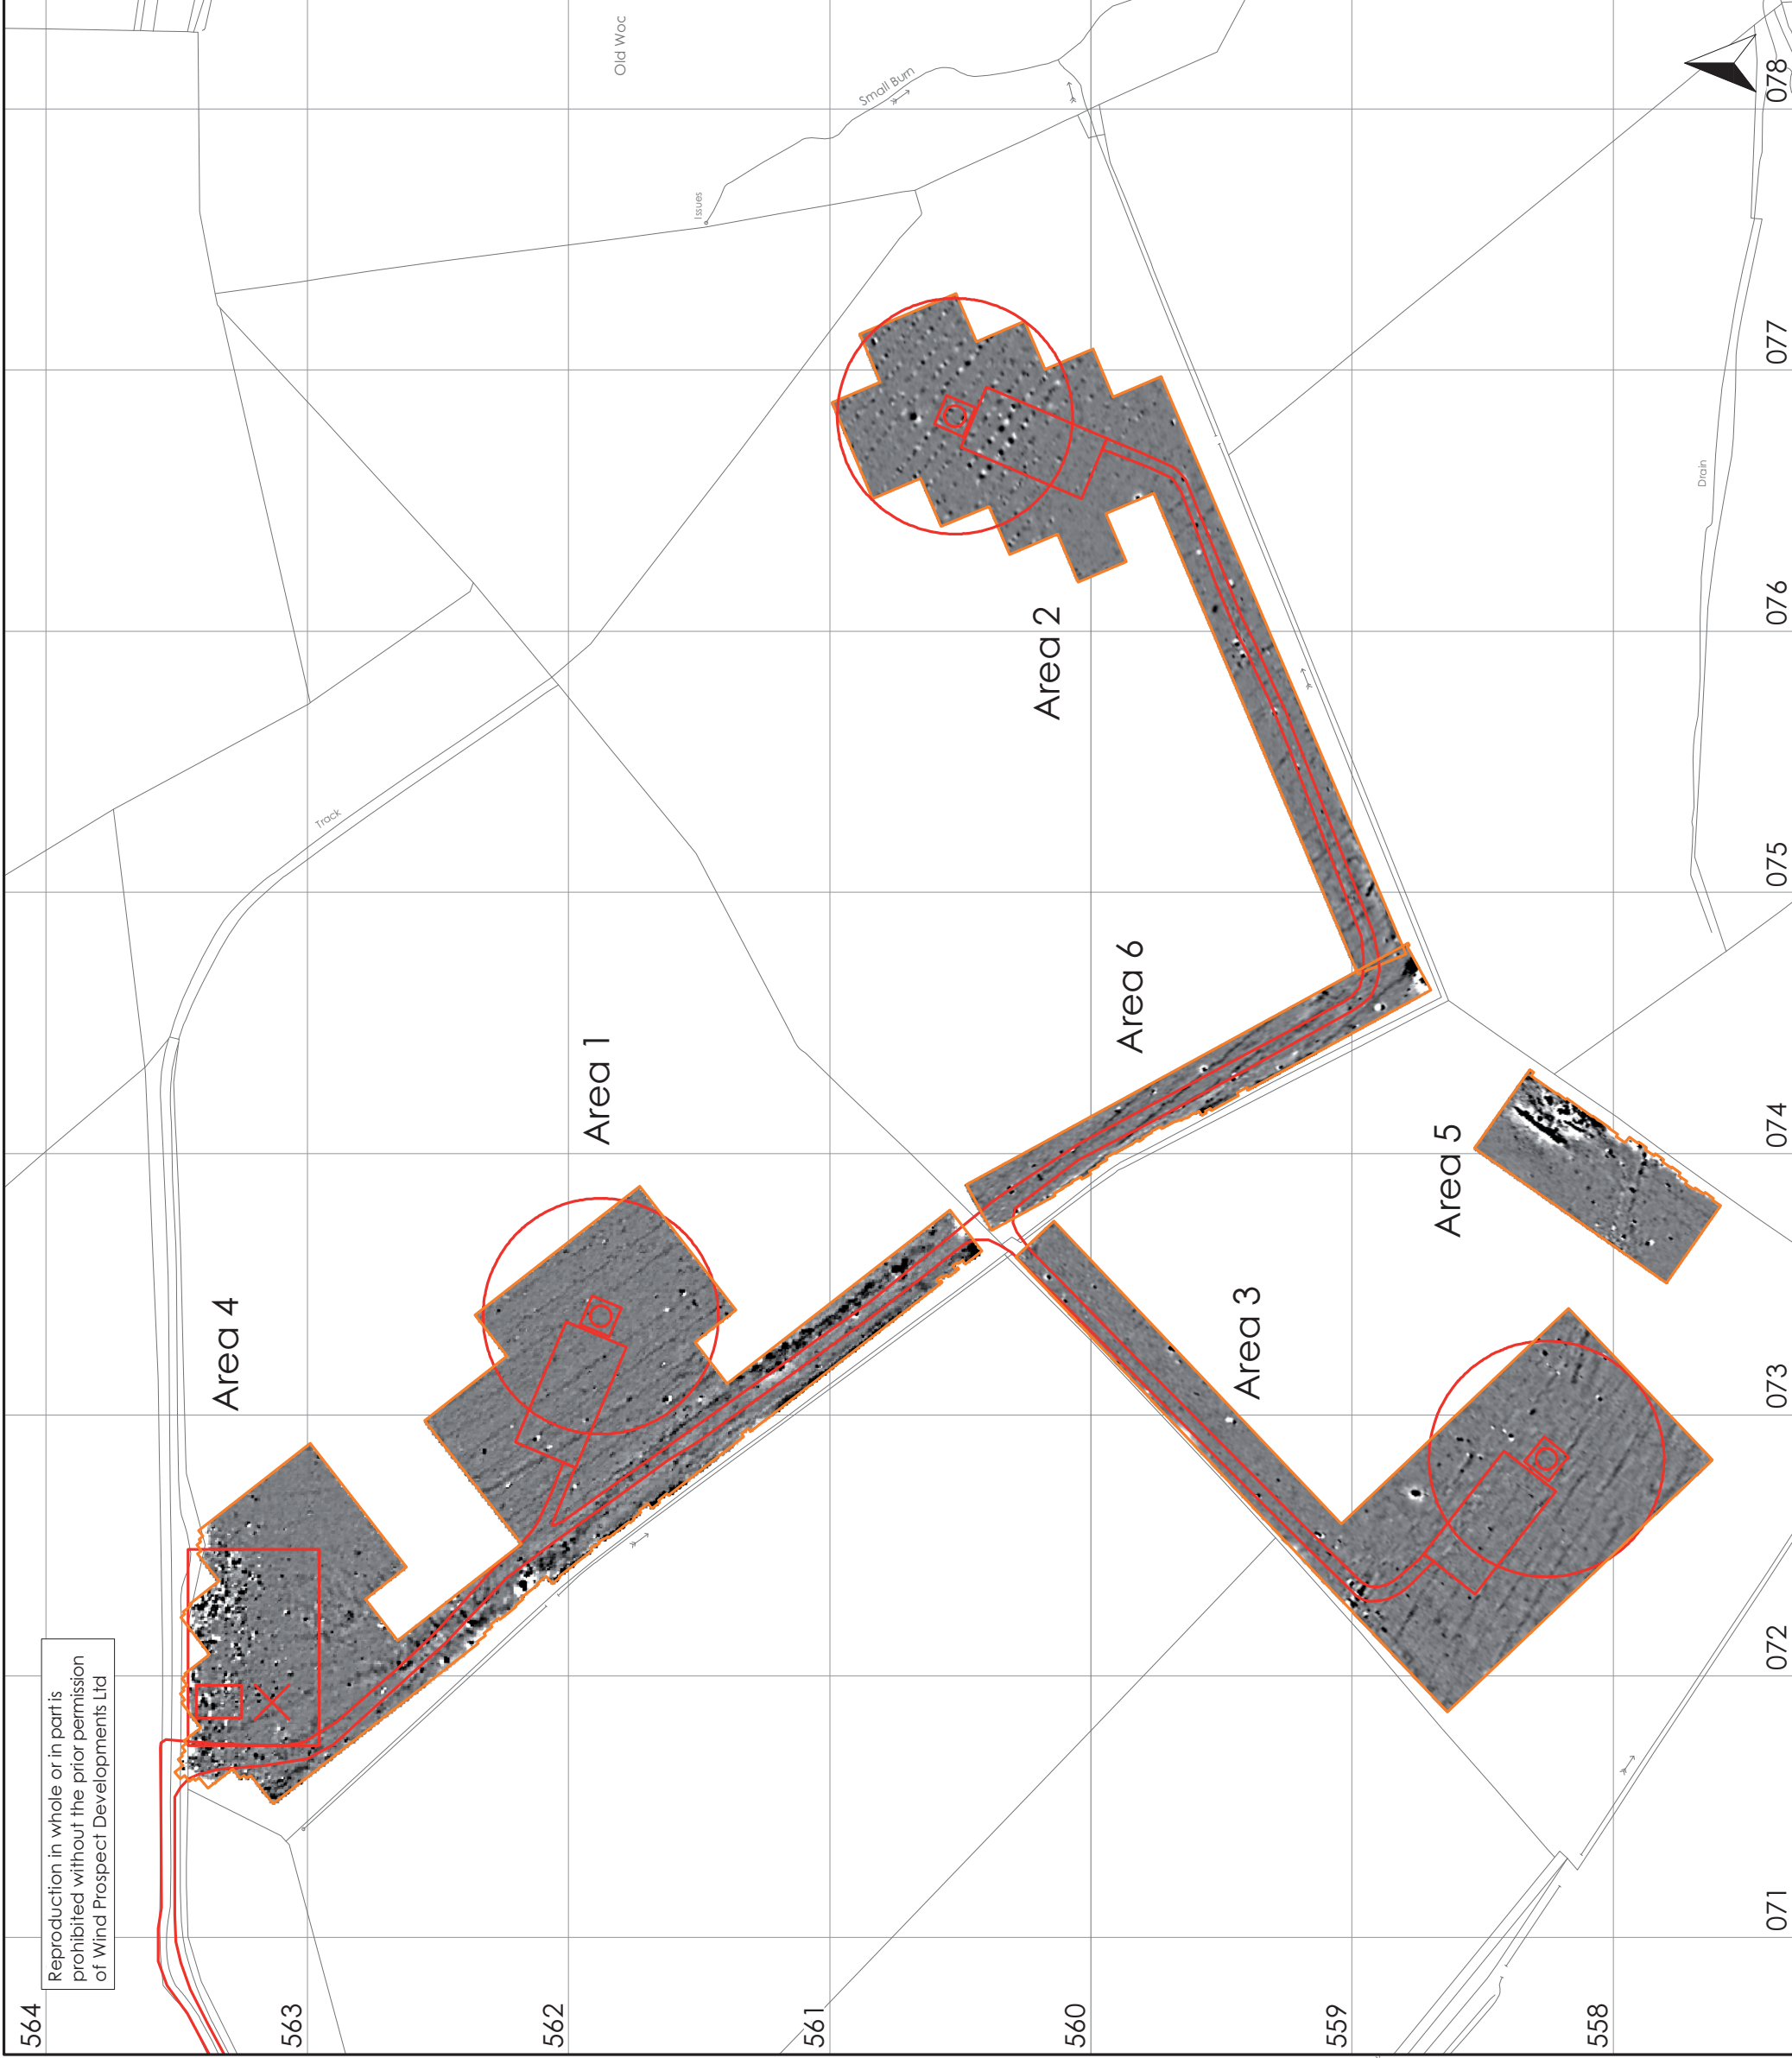 Reproduction in whole or in part is
prohibited without the prior permission
of Wind Prospect Developments Ltd
564
563
562
561
560
559
558
071
072
073
074
075
076
077
078
Area 4
Area 1
Area 6
Area 2
Area 3
Area 5
Track
Issues
Small Burn
Old Woc
Drain